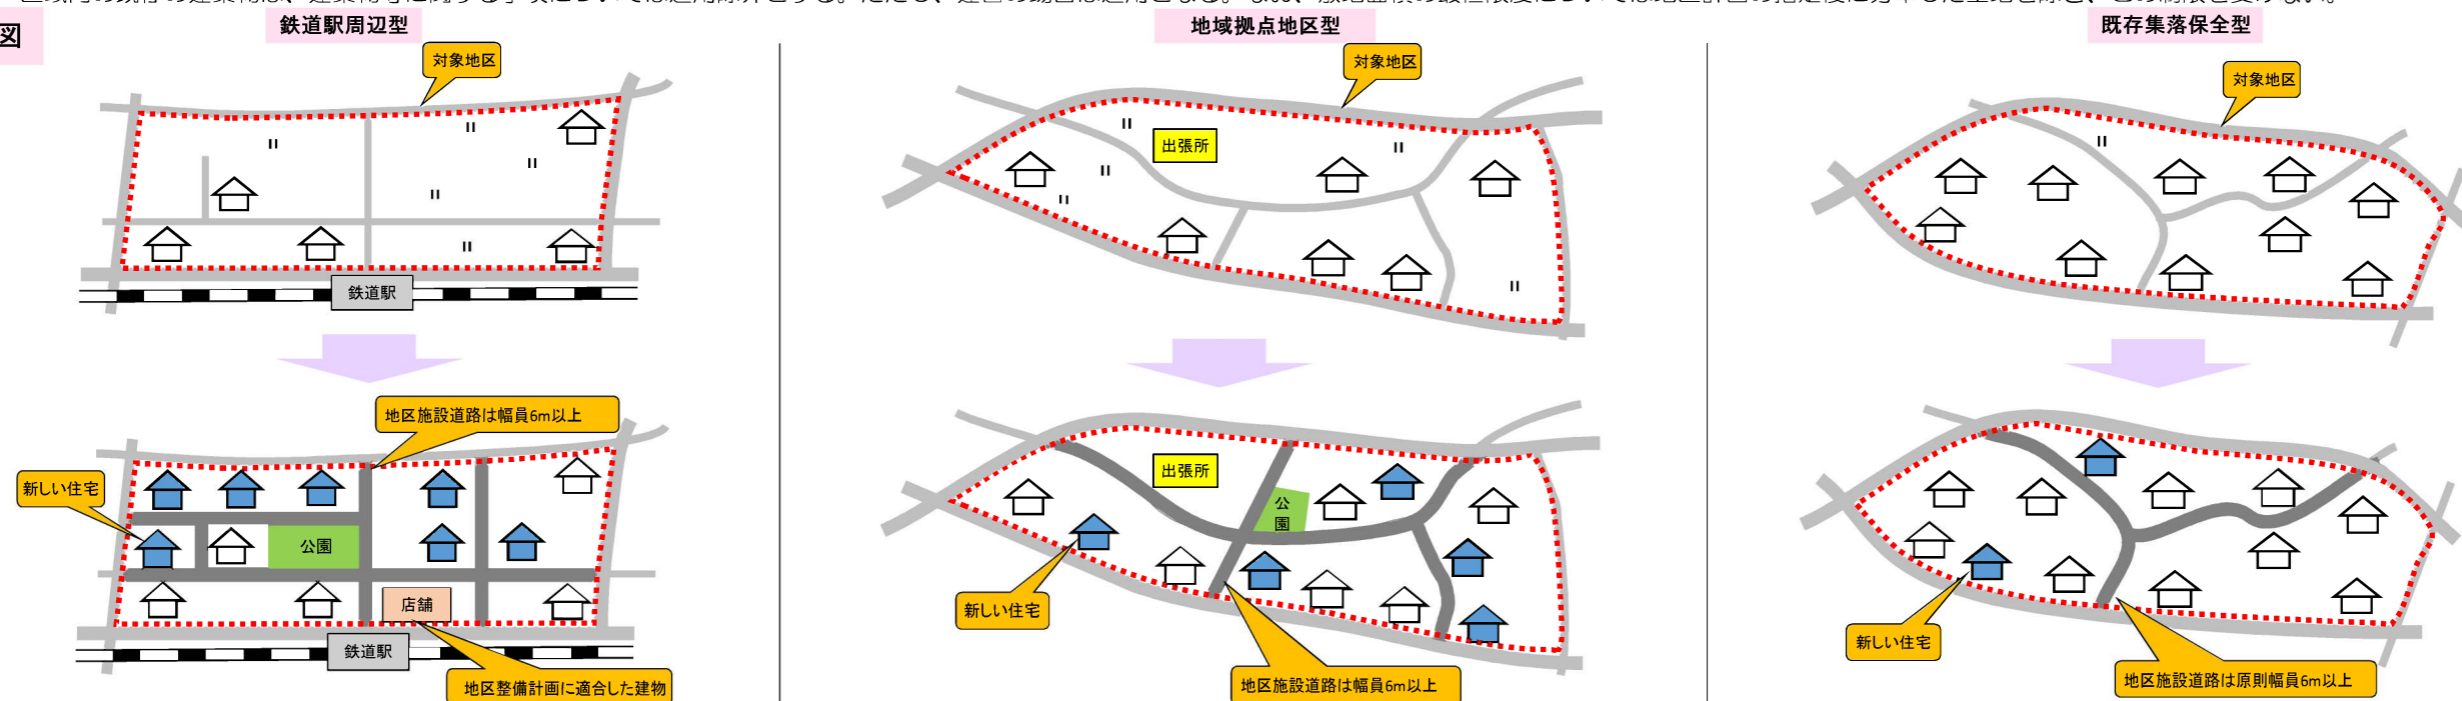 図
鉄道駅周辺型
対象地区
鉄道駅
地区施設道路は幅員6m以上
新しい住宅
公園
店舗
鉄道駅
地区整備計画に適合した建物
地域拠点地区型
対象地区
出張所
出張所
公
園
新しい住宅
地区施設道路は幅員6m以上
既存集落保全型
対象地区
新しい住宅
地区施設道路は原則幅員6m以上